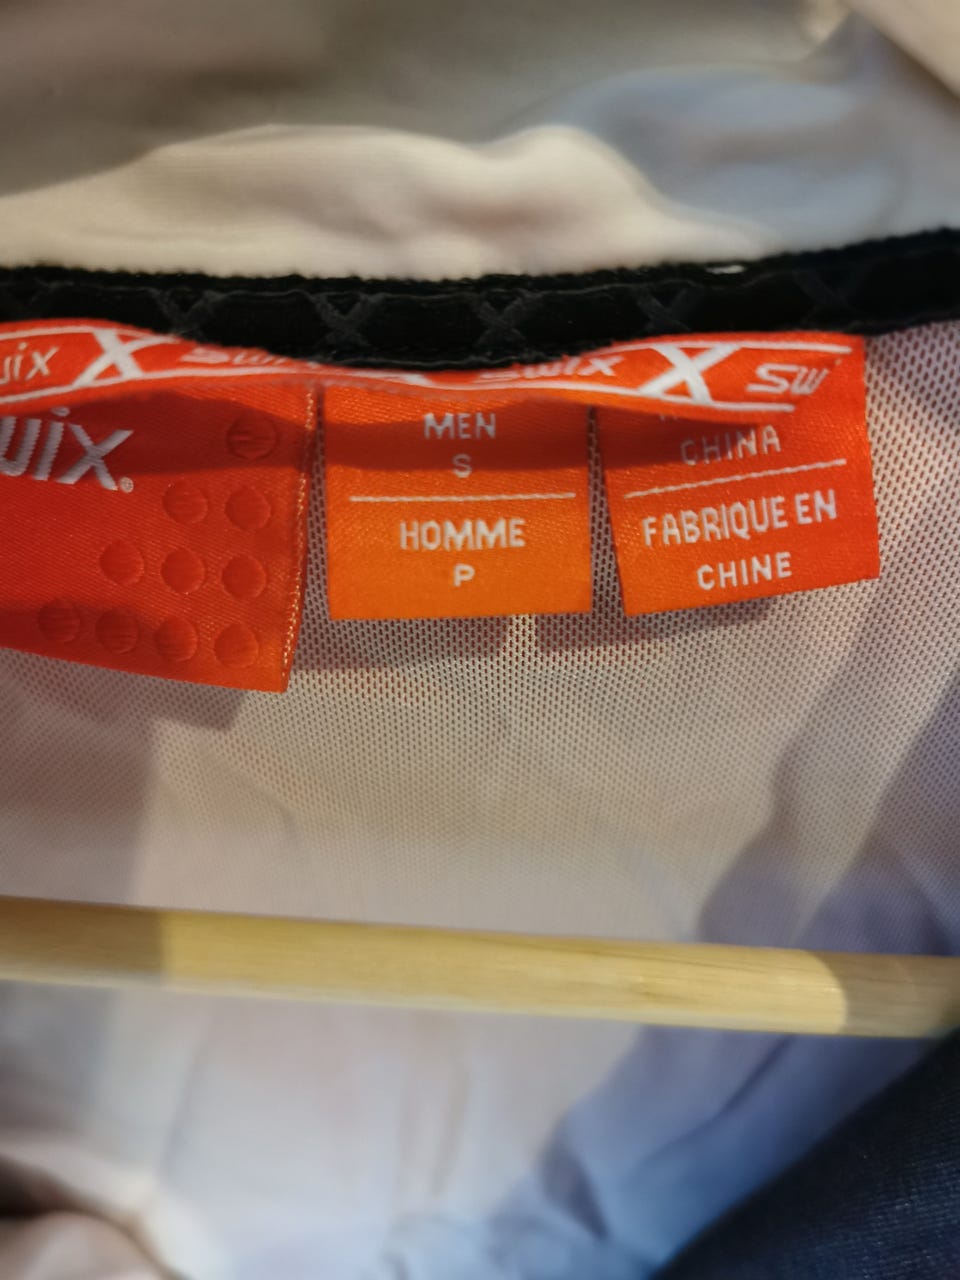 swix
swix
MEN
S
HOMME
P
CHINA
FABRIQUE EN
CHINE